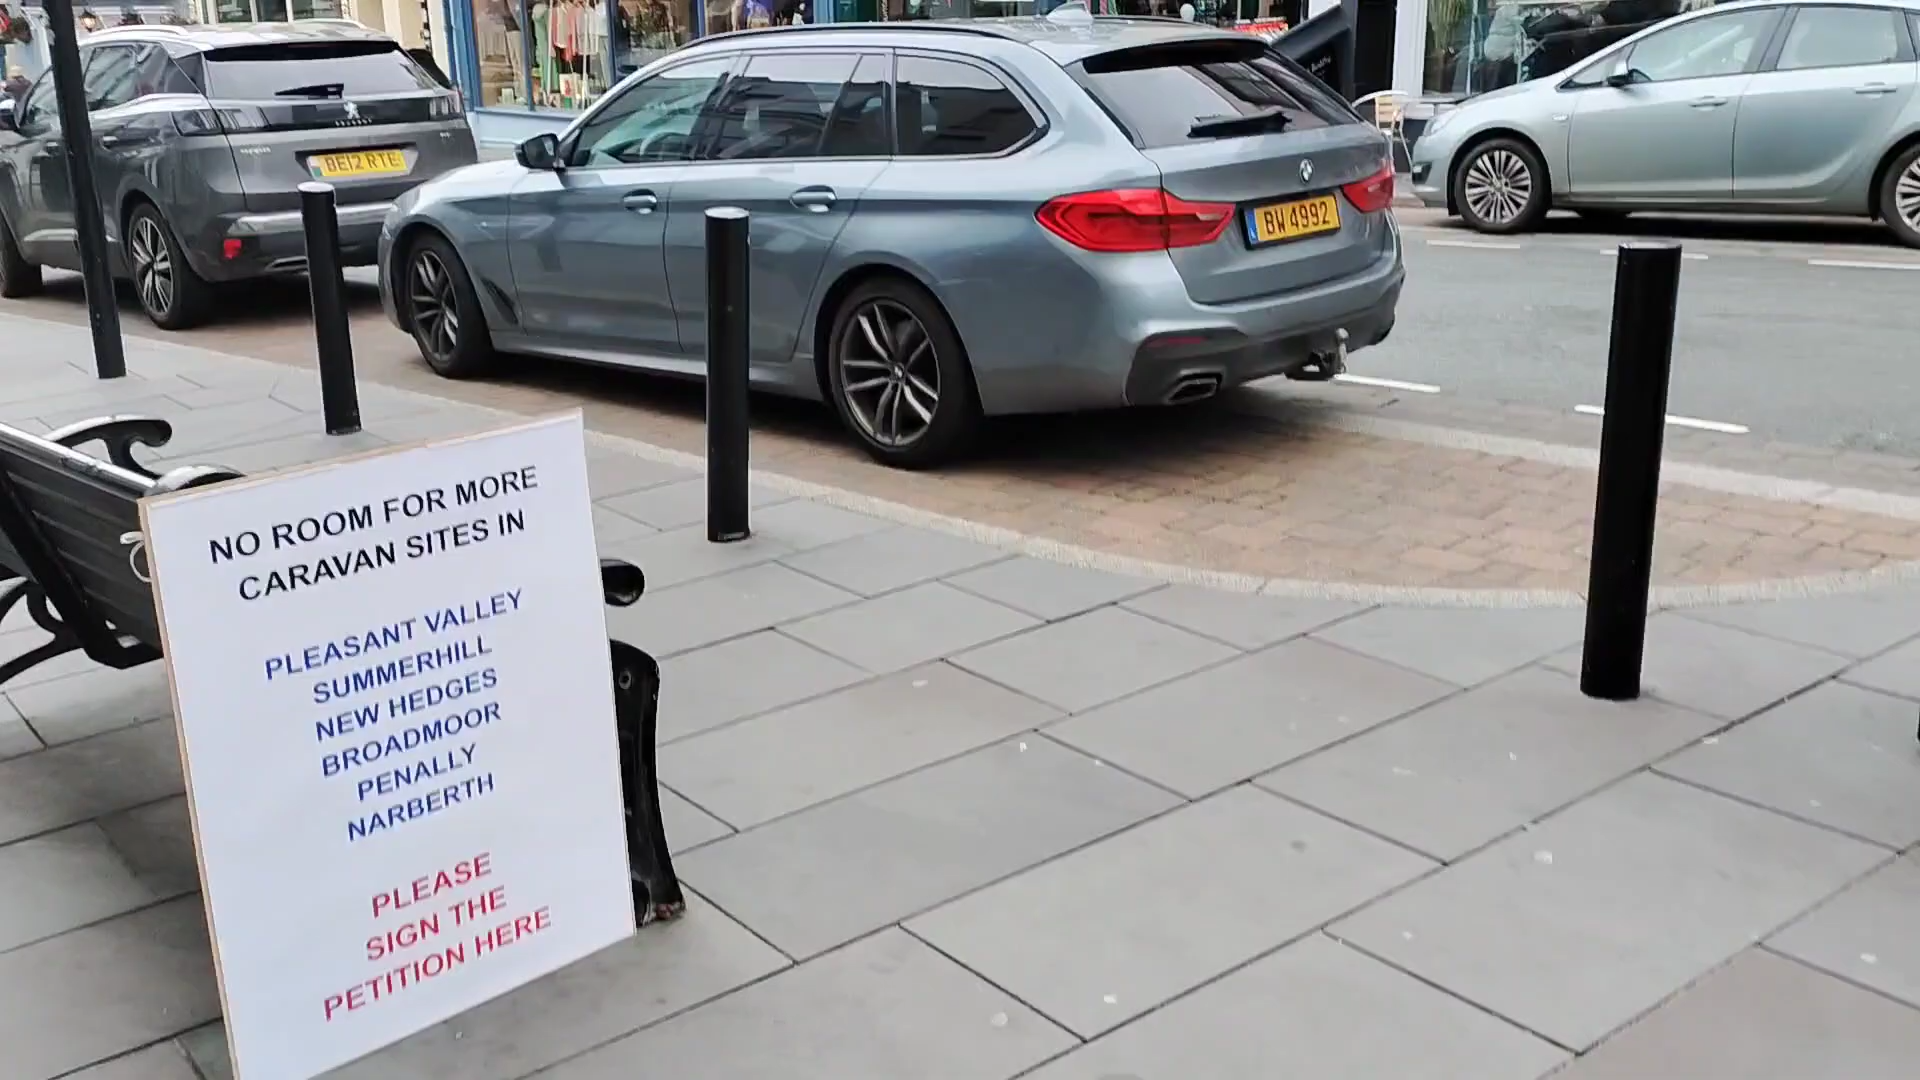 BE12 RTE
BW 4992
NO ROOM FOR MORE
CARAVAN SITES IN
PLEASANT VALLEY
SUMMERHILL
NEW HEDGES
BROADMOOR
PENALLY
NARBERTH
PLEASE
SIGN THE
PETITION HERE